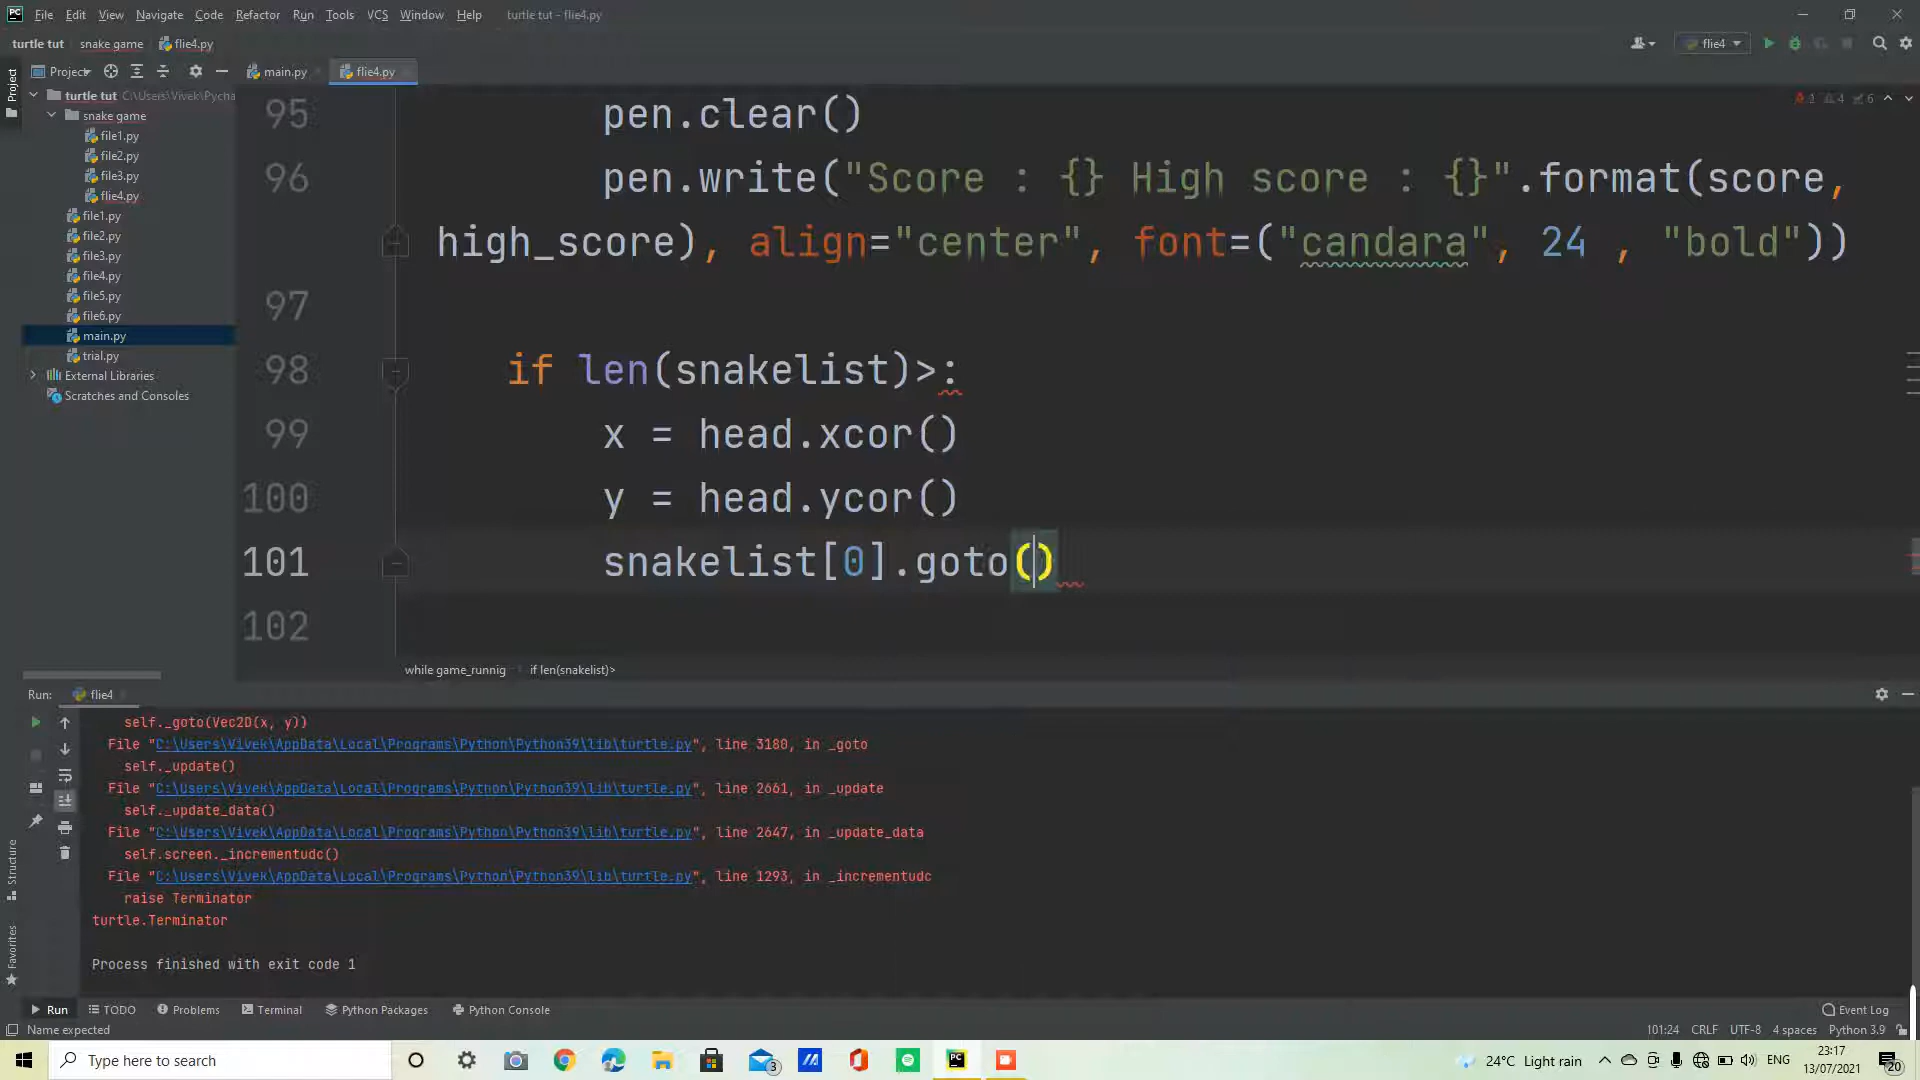 File Edit View Navigate Code Refactor Run Tools VCS Window Help turtle tut - flie4.py
turtle tut snake game flie4.py flie4
Project main.py flie4.py
turtle tut C:\Users\Vivek\Pycha
snake game
file1.py
file2.py
file3.py
flie4.py
file1.py
file2.py
file3.py
file4.py
file5.py
file6.py
main.py
trial.py
External Libraries
Scratches and Consoles
Project
95 pen.clear()
96 pen.write("Score : {} High score : {}".format(score,
high_score), align="center", font=("candara", 24 , "bold"))
97
98 if len(snakelist)>:
99 x = head.xcor()
100 y = head.ycor()
101 snakelist[0].goto()
102
4 6
while game_runnig if len(snakelist)>
Run: flie4
self._goto(Vec2D(x, y))
File "C:\Users\Vivek\AppData\Local\Programs\Python\Python39\lib\turtle.py", line 3180, in _goto
self._update()
File "C:\Users\Vivek\AppData\Local\Programs\Python\Python39\lib\turtle.py", line 2661, in _update
self._update_data()
File "C:\Users\Vivek\AppData\Local\Programs\Python\Python39\lib\turtle.py", line 2647, in _update_data
self.screen._incrementudc()
File "C:\Users\Vivek\AppData\Local\Programs\Python\Python39\lib\turtle.py", line 1293, in _incrementudc
raise Terminator
turtle.Terminator
Process finished with exit code 1
Structure
Favorites
Run TODO Problems Terminal Python Packages Python Console Event Log
Name expected 101:24 CRLF UTF-8 4 spaces Python 3.9
Type here to search 3 24°C Light rain ENG 23:17
13/07/2021 20